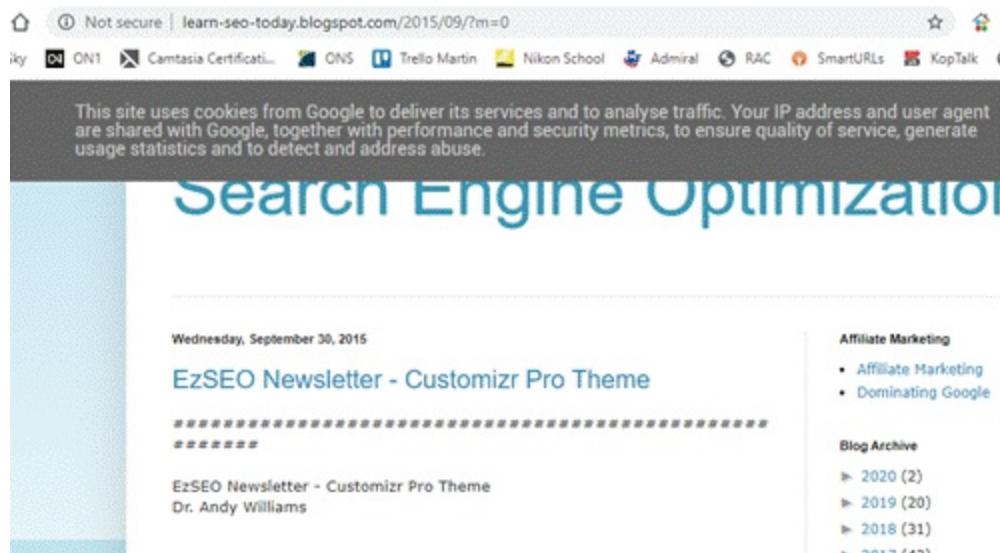 Not secure | learn-seo-today.blogspot.com/2015/09/?m=0
ON1 Camtasia Certificati... ONS Trello Martin Nikon School Admiral RAC SmartURLs KopTalk
This site uses cookies from Google to deliver its services and to analyse traffic. Your IP address and user agent
are shared with Google, together with performance and security metrics, to ensure quality of service, generate
usage statistics and to detect and address abuse.
Search Engine Optimizatio
Wednesday, September 30, 2015
EzSEO Newsletter - Customizr Pro Theme
################################################
#######
EzSEO Newsletter - Customizr Pro Theme
Dr. Andy Williams
Affiliate Marketing
• Affiliate Marketing
• Dominating Google
Blog Archive
► 2020 (2)
► 2019 (20)
► 2018 (31)